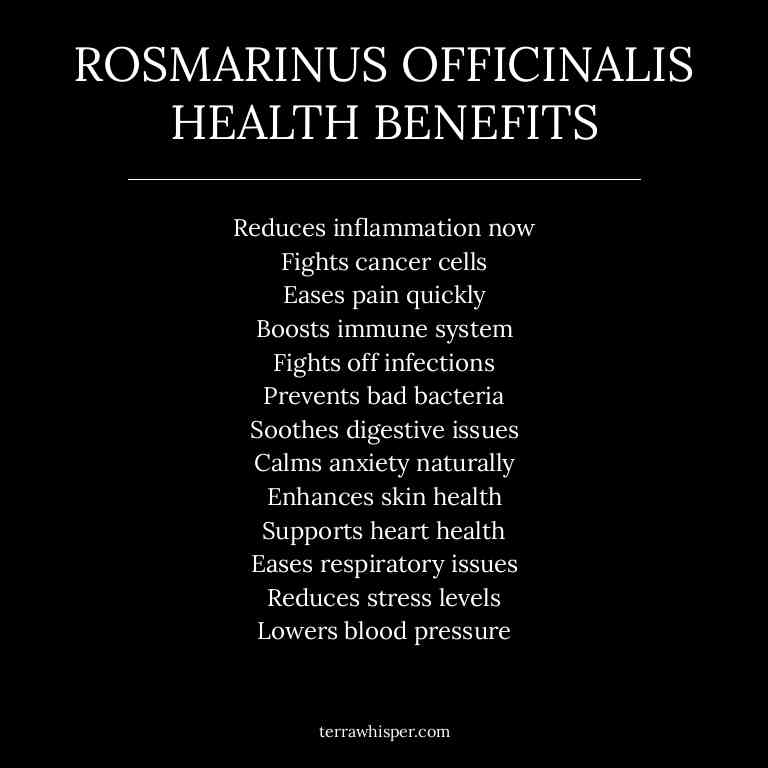 ROSMARINUS OFFICINALIS
HEALTH BENEFITS
Reduces inflammation now
Fights cancer cells
Eases pain quickly
Boosts immune system
Fights off infections
Prevents bad bacteria
Soothes digestive issues
Calms anxiety naturally
Enhances skin health
Supports heart health
Eases respiratory issues
Reduces stress levels
Lowers blood pressure
terrawhisper.com